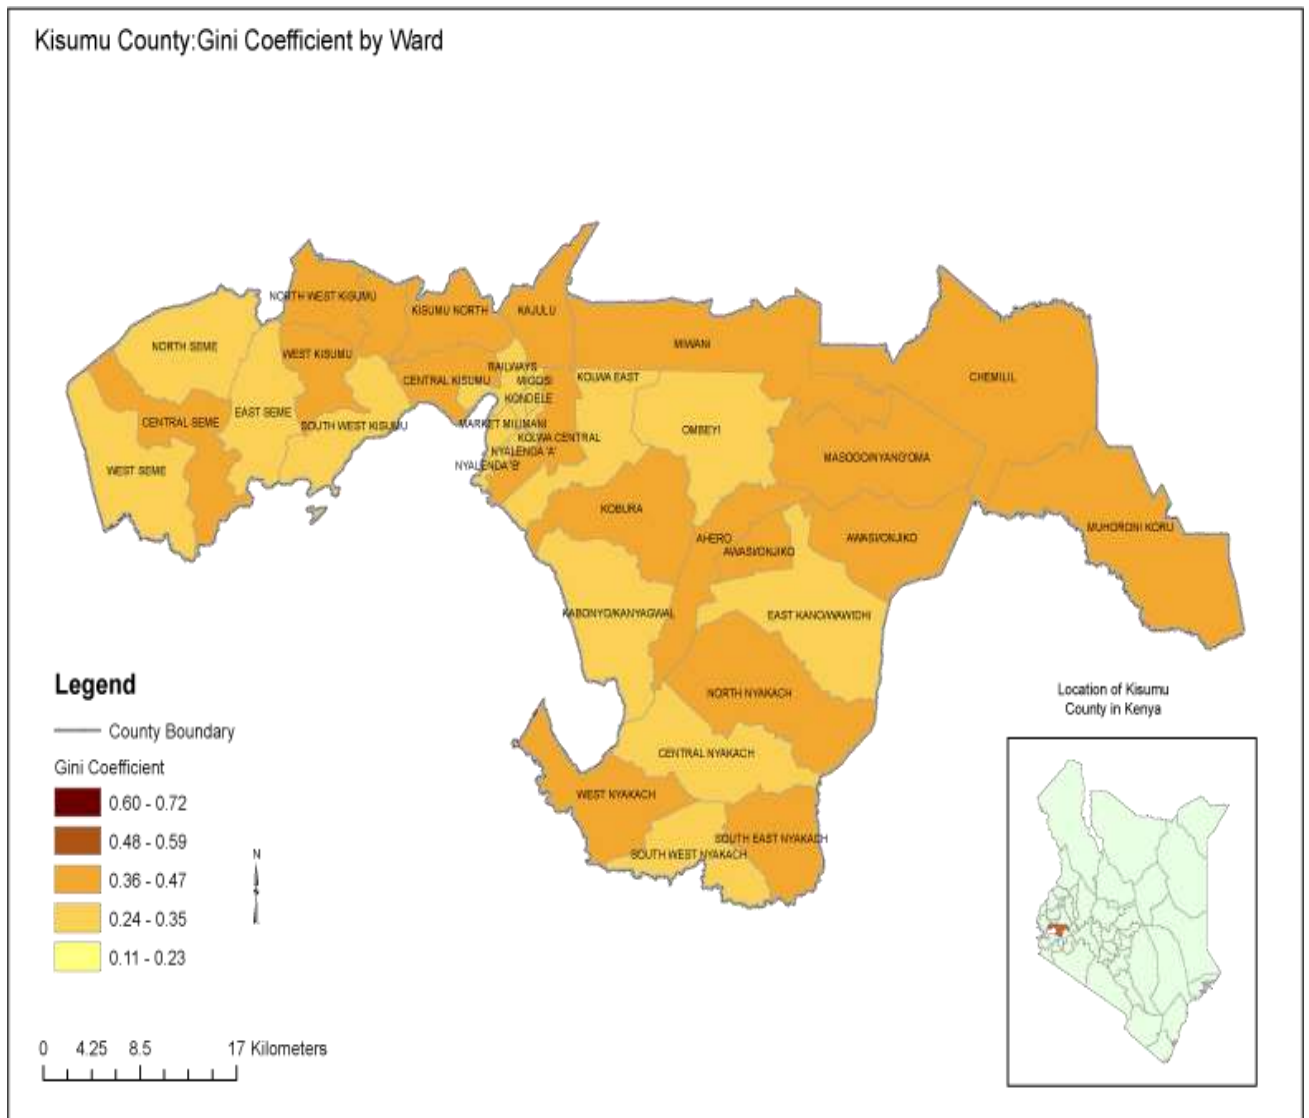 Kisumu County:Gini Coefficient by Ward
NORTH WEST KISUMU
KISUMU NORTH
KAJULU
NORTH SEME
WEST KISUMU
MIWANI
RAILWAYS
CENTRAL KISUMU
MIGOSI
KOLWA EAST
CHEMILIL
KONDELE
EAST SEME
CENTRAL SEME
SOUTH WEST KISUMU
MARKET MILIMANI
OMBEYI
KOLWA CENTRAL
NYALENDA 'A'
WEST SEME
NYALENDA 'B'
MASOGO/NYANG'OMA
KOBURA
MUHORONI KORU
AHERO
AWASI/ONJIKO
AWASI/ONJIKO
KABONYO/KANYAGWAL
EAST KANO/WAWIDHI
NORTH NYAKACH
CENTRAL NYAKACH
WEST NYAKACH
SOUTH EAST NYAKACH
SOUTH WEST NYAKACH
Legend
County Boundary
Gini Coefficient
0.60 - 0.72
0.48 - 0.59
0.36 - 0.47
0.24 - 0.35
0.11 - 0.23
N
0 4.25 8.5 17 Kilometers
Location of Kisumu
County in Kenya